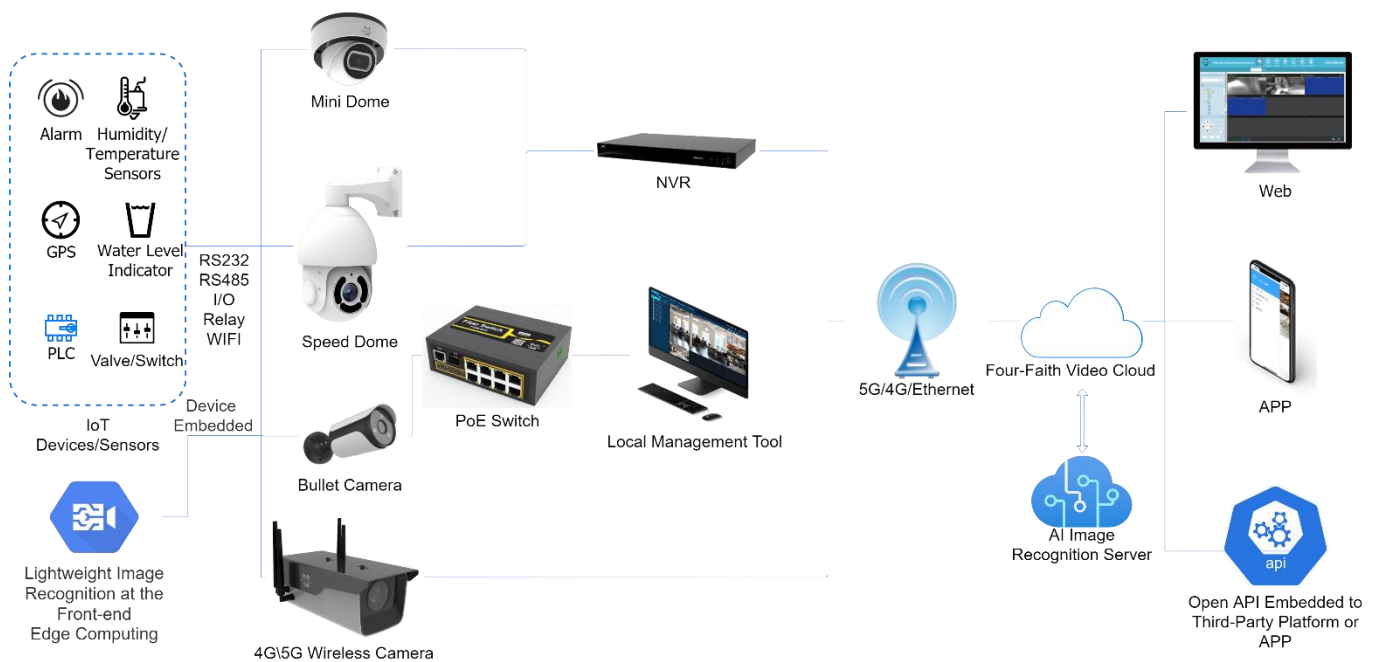 Alarm
Humidity/
Temperature
Sensors
GPS
Water Level
Indicator
PLC
Valve/Switch
IoT
Devices/Sensors
RS232
RS485
I/O
Relay
WIFI
Device
Embedded
Lightweight Image
Recognition at the
Front-end
Edge Computing
Mini Dome
Speed Dome
Bullet Camera
4G\5G Wireless Camera
NVR
Fiber Switch
PoE Switch
Local Management Tool
5G/4G/Ethernet
Four-Faith Video Cloud
AI Image
Recognition Server
Web
APP
api
Open API Embedded to
Third-Party Platform or
APP